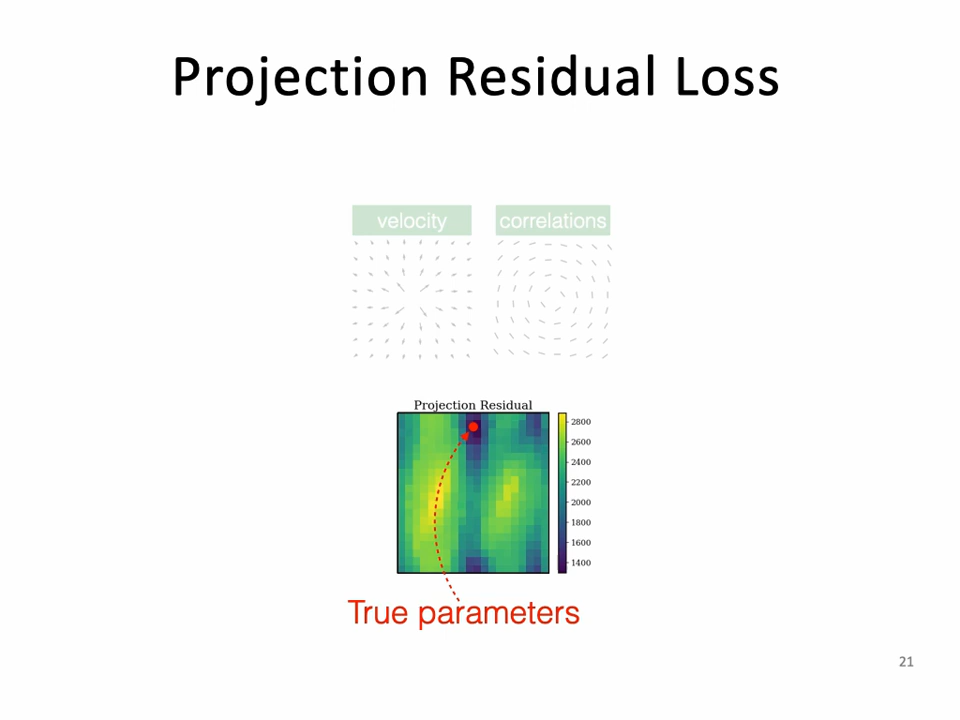 Projection Residual Loss
velocity
correlations
Projection Residual
2800
2600
2400
2200
2000
1800
1600
1400
True parameters
21